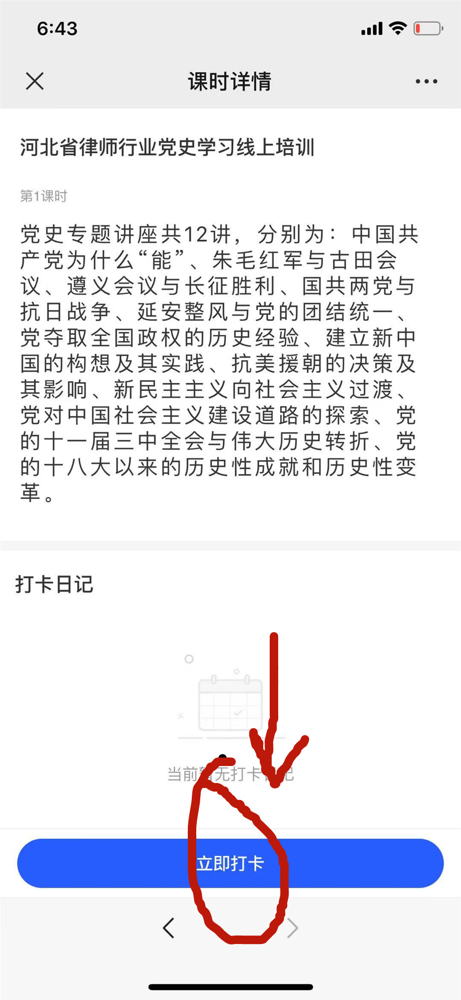 6:43
课时详情
河北省律师行业党史学习线上培训
第1课时
党史专题讲座共12讲，分别为：中国共
产党为什么“能”、朱毛红军与古田会
议、遵义会议与长征胜利、国共两党与
抗日战争、延安整风与党的团结统一、
党夺取全国政权的历史经验、建立新中
国的构想及其实践、抗美援朝的决策及
其影响、新民主主义向社会主义过渡、
党对中国社会主义建设道路的探索、党
的十一届三中全会与伟大历史转折、党
的十八大以来的历史性成就和历史性变
革。
打卡日记
当前暂无打卡日记
立即打卡